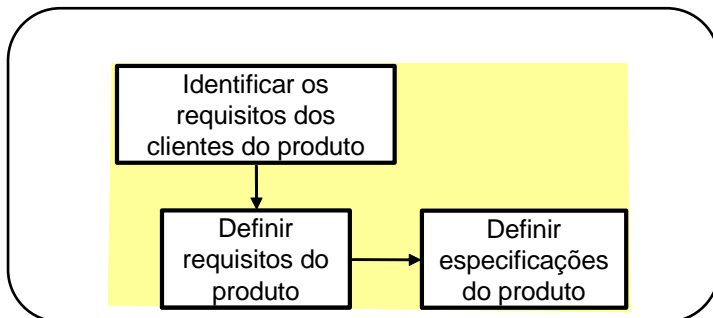 Identificar os
requisitos dos
clientes do produto
Definir
requisitos do
produto
Definir
especificações
do produto